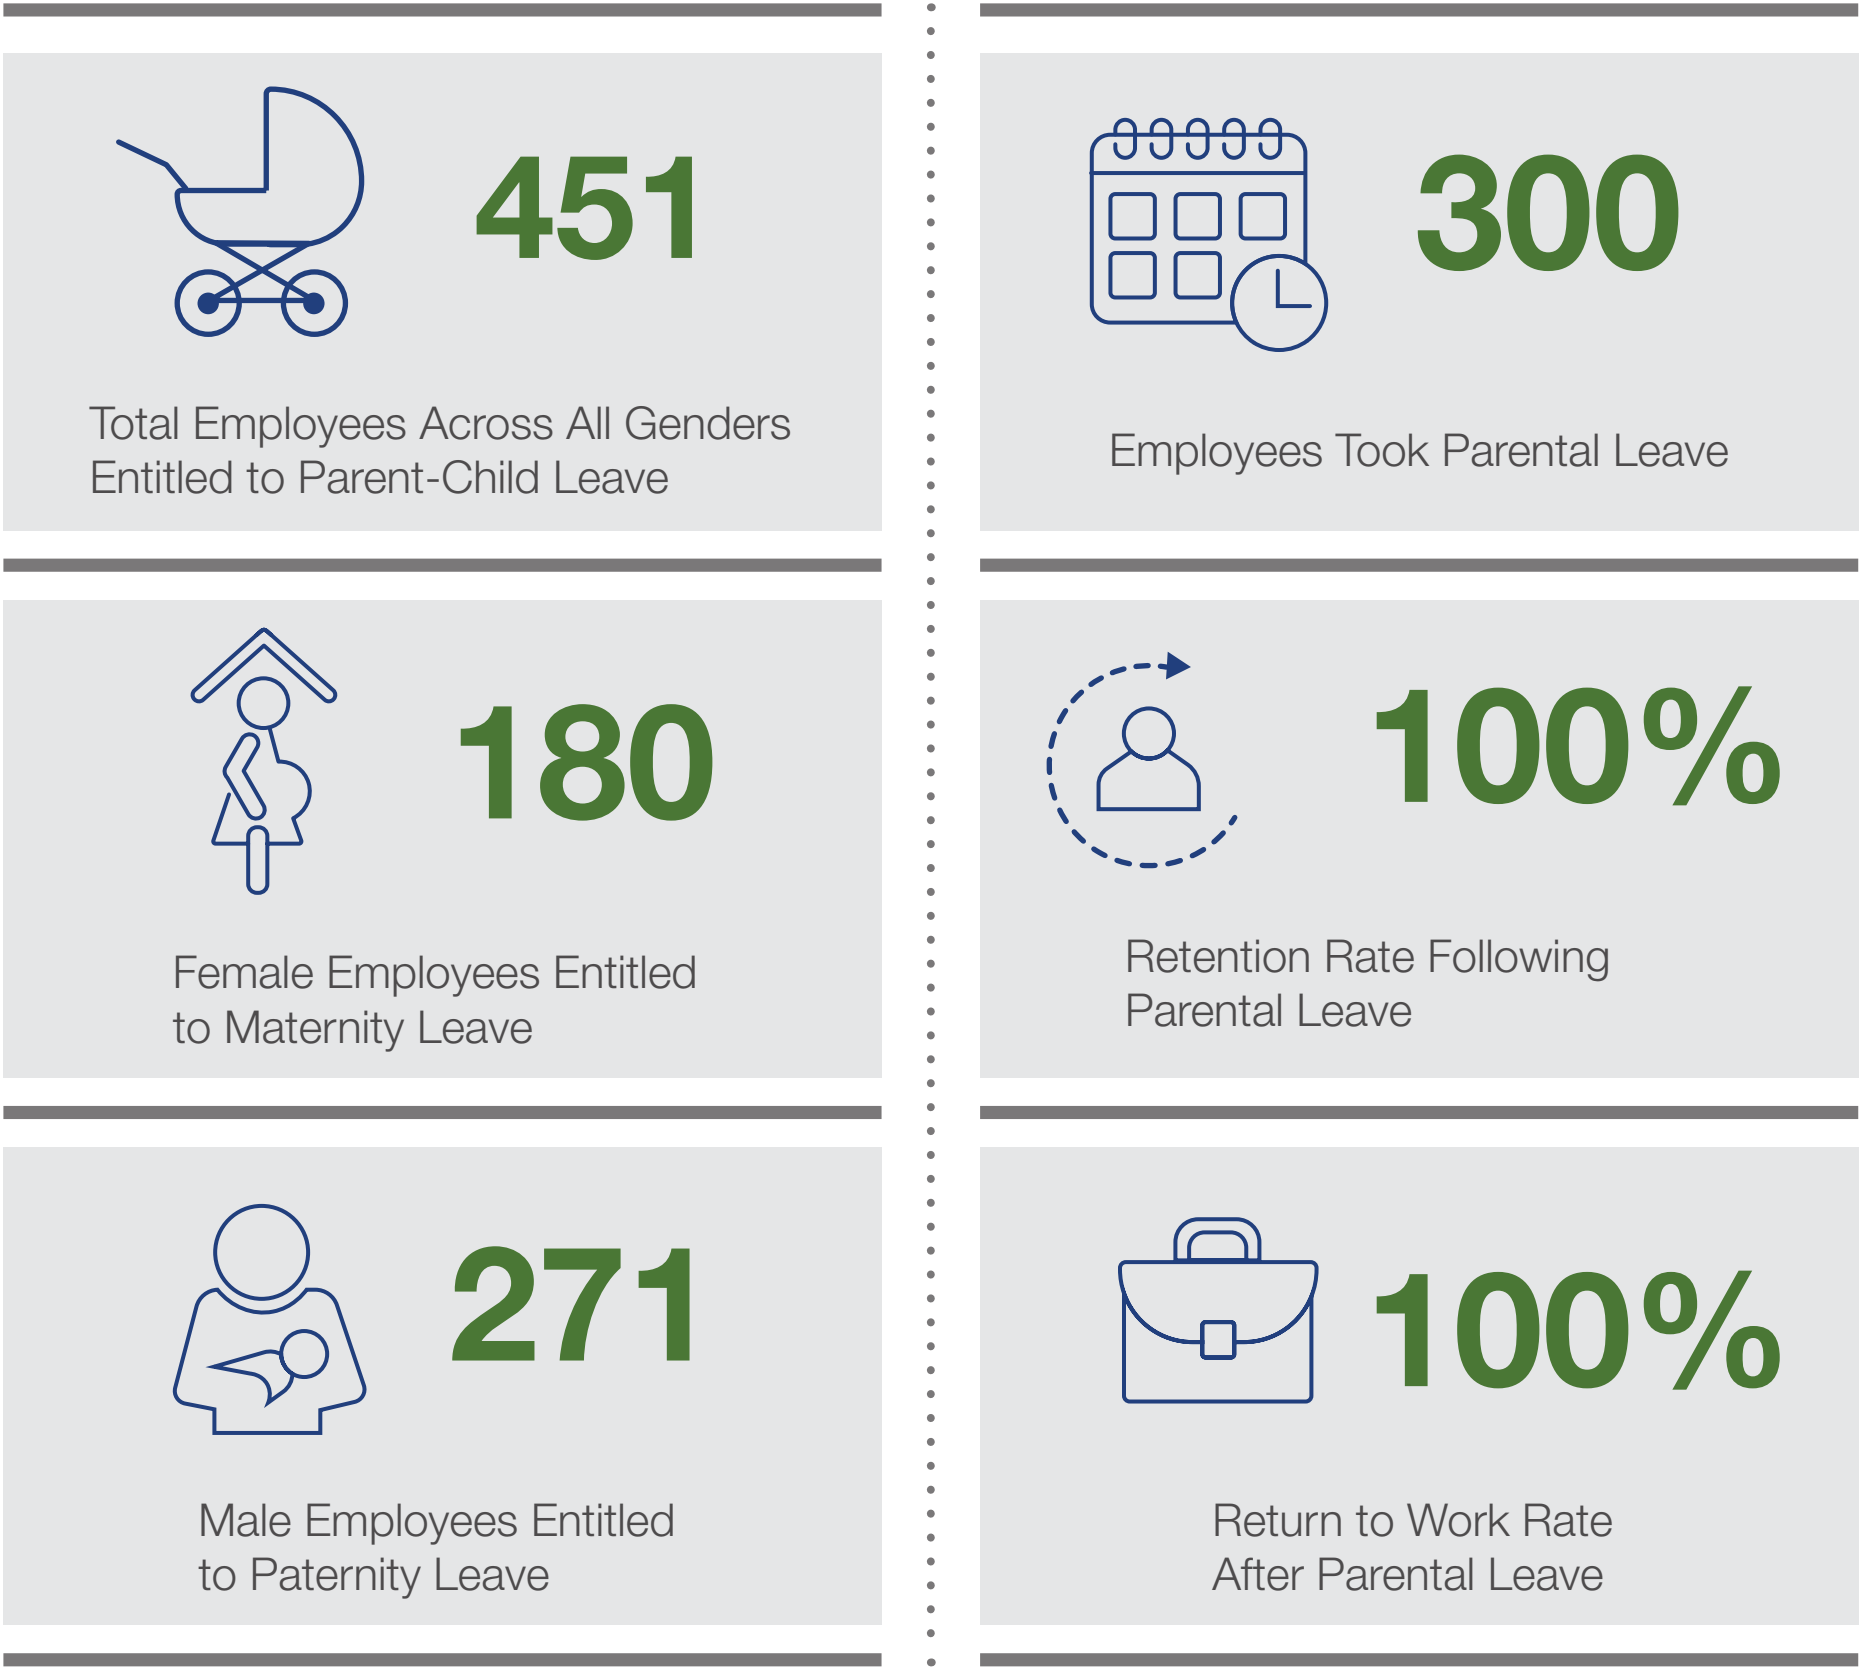 451
Total Employees Across All Genders
Entitled to Parent-Child Leave
300
Employees Took Parental Leave
180
Female Employees Entitled
to Maternity Leave
100%
Retention Rate Following
Parental Leave
271
Male Employees Entitled
to Paternity Leave
100%
Return to Work Rate
After Parental Leave